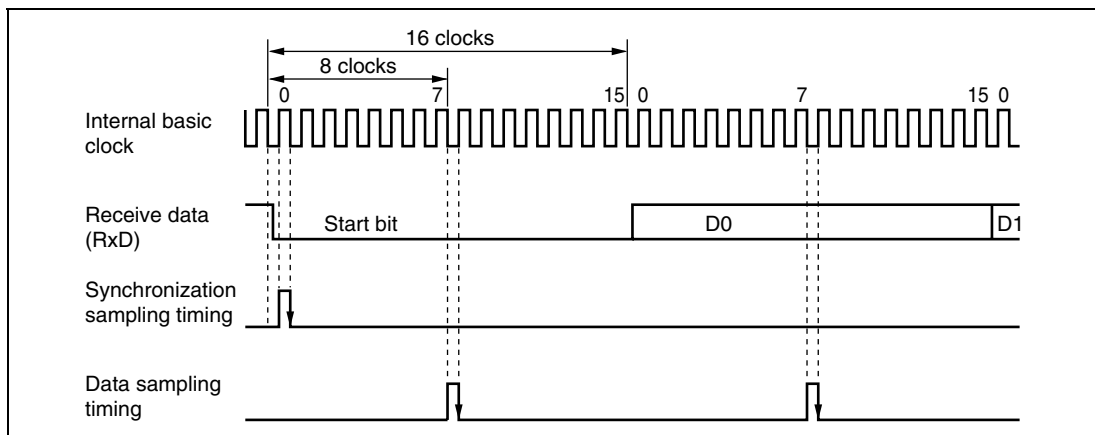 16 clocks
8 clocks
0 7 15 0 7 15 0
Internal basic
clock
Receive data
(RxD)
Start bit D0 D1
Synchronization
sampling timing
Data sampling
timing